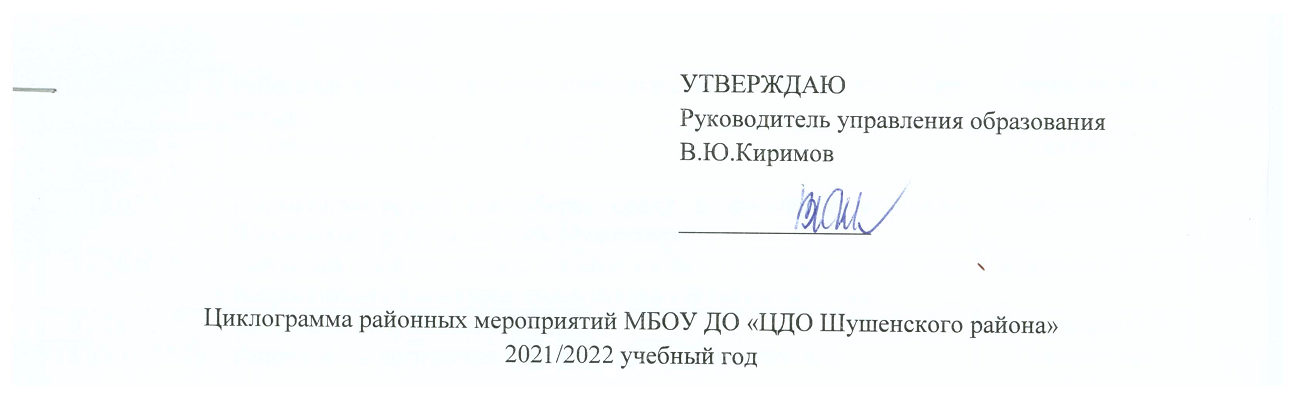 УТВЕРЖДАЮ
Руководитель управления образования
В.Ю.Киримов
Циклограмма районных мероприятий МБОУ ДО «ЦДО Шушенского района»
2021/2022 учебный год